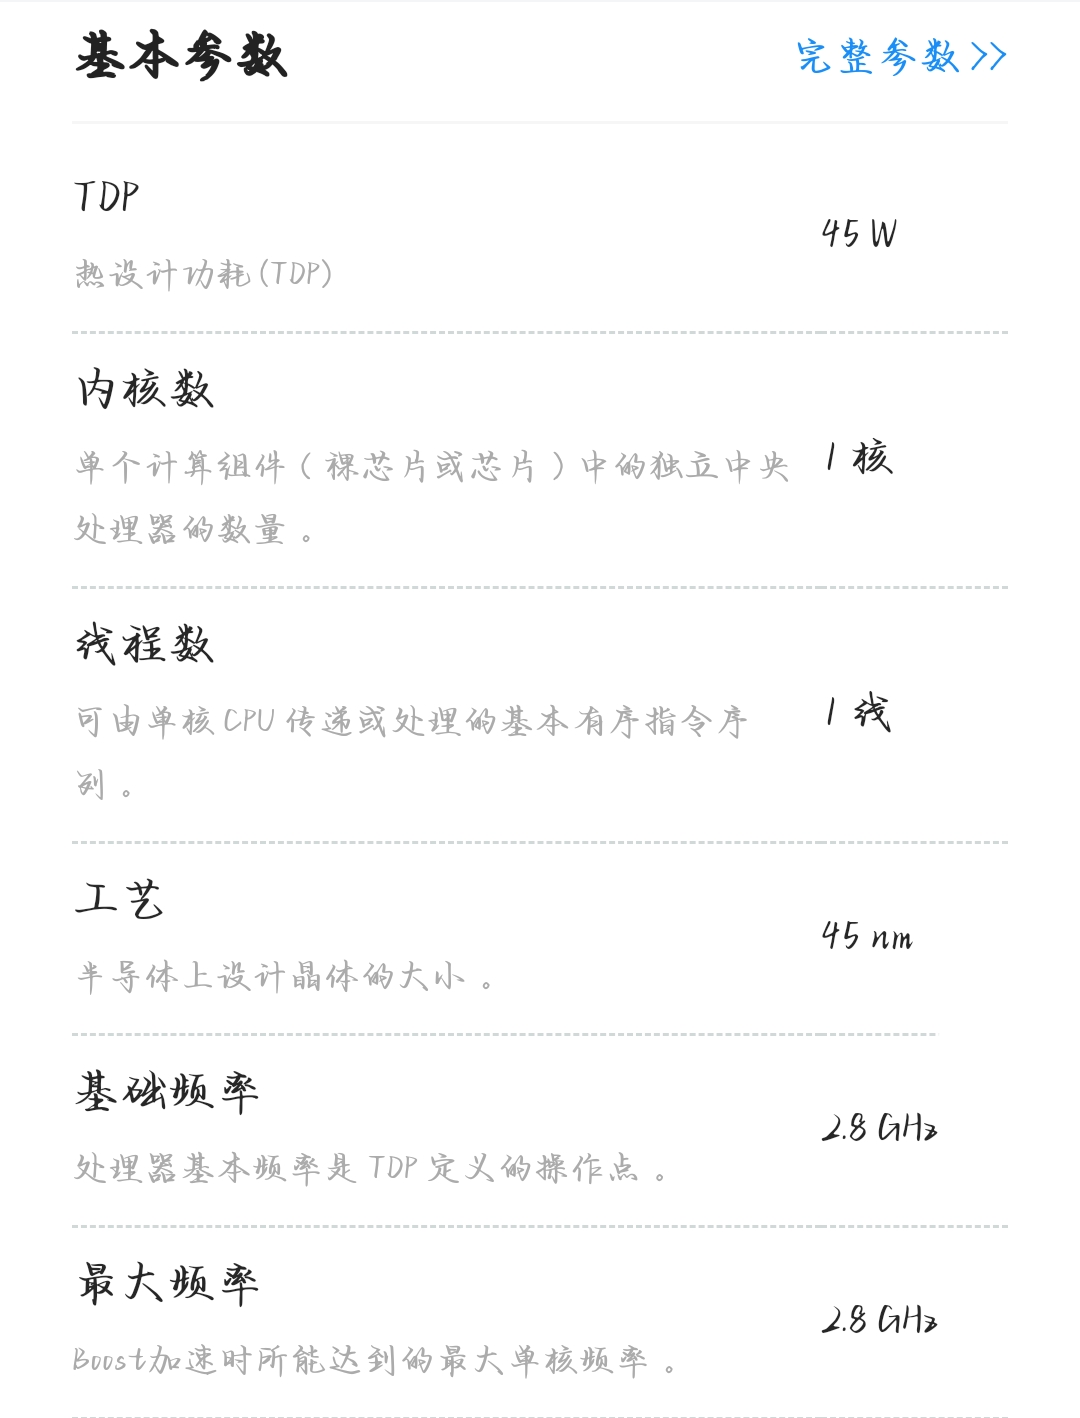 基本参数
完整参数>>
TDP
45 W
热设计功耗(TDP)
内核数
单个计算组件(裸芯片或芯片)中的独立中央
1 核
处理器的数量。
线程数
可由单核CPU传递或处理的基本有序指令序
1 线
列。
工艺
45 nm
半导体上设计晶体的大小。
基础频率
2.8 GHz
处理器基本频率是 TDP 定义的操作点。
最大频率
2.8 GHz
Boost加速时所能达到的最大单核频率。